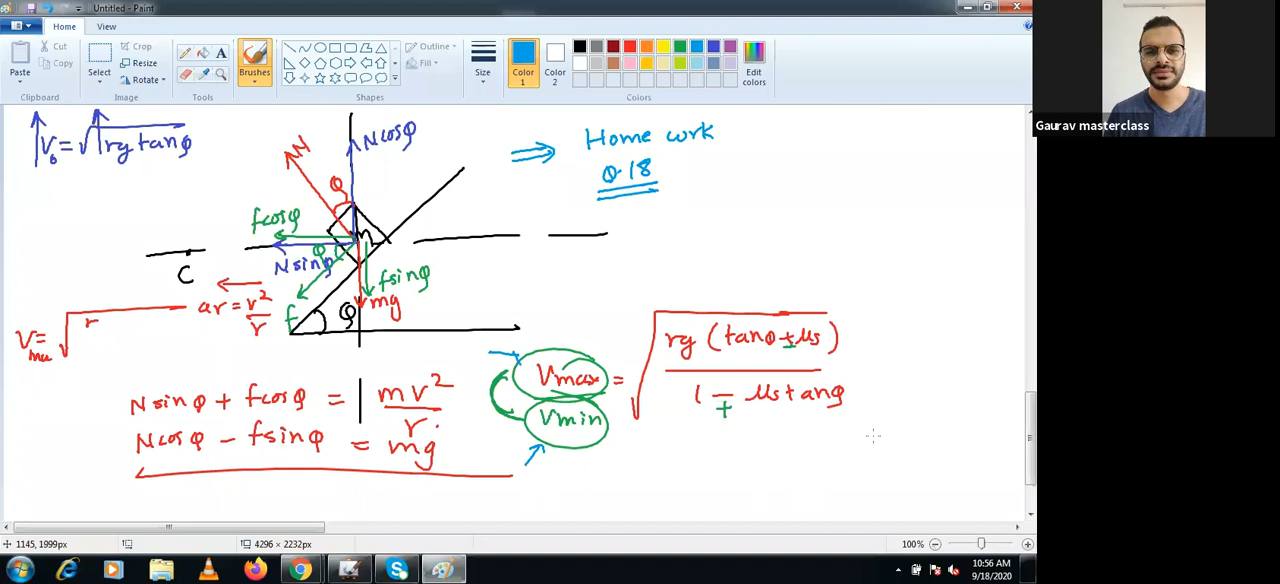 Untitled - Paint
Home View
Paste
Cut
Copy
Clipboard
Select
Crop
Resize
Rotate
Image
A
Tools
Brushes
Outline
Fill
Shapes
Size
Color 1
Color 2
Edit colors
Colors
Gaurav masterclass
V₀ = √rg tanφ
N
Ncosφ
φ
⇒ Home work
Q.18
fcosφ
m
φ
Nsinφ
C
fsinφ
ar = v²/r
f
φ
mg
V = √r
Vmax = √(rg (tanφ ± μs) / 1 ∓ μs tanφ)
Vmin
Nsinφ + fcosφ = mv²/r
Ncosφ - fsinφ = mg
1145, 1999px
4296 × 2232px
100%
10:56 AM
9/18/2020